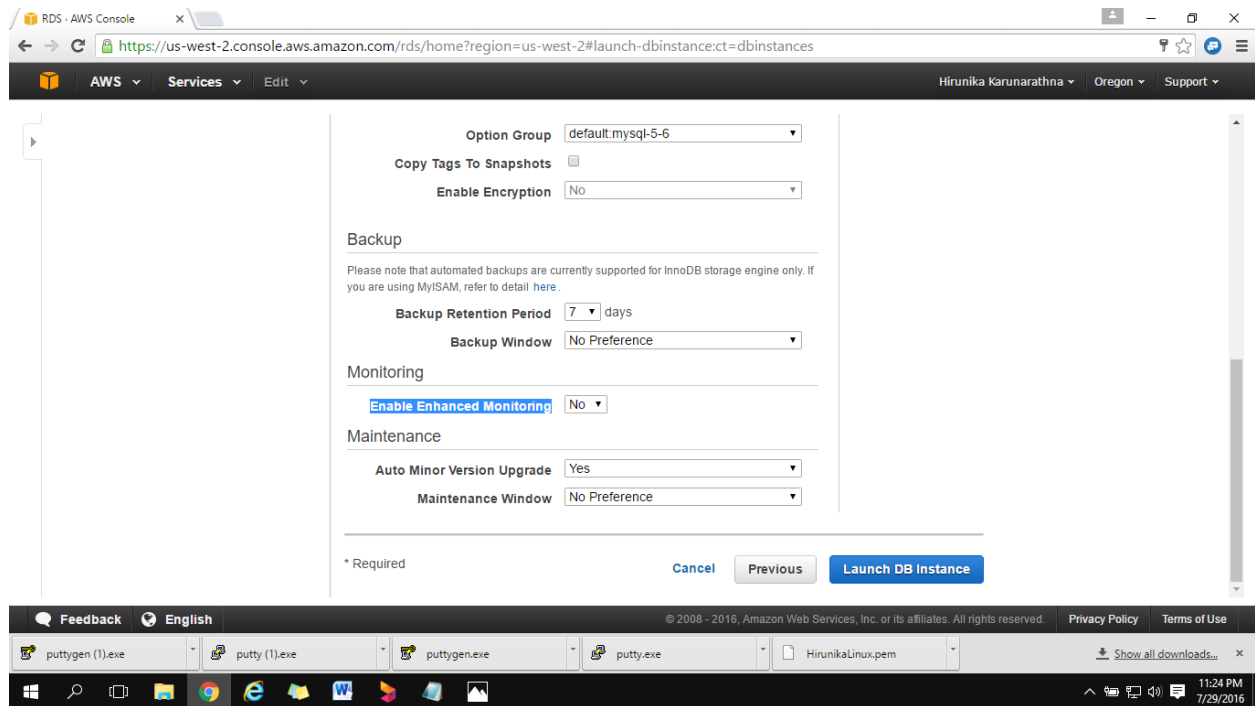 RDS · AWS Console
https://us-west-2.console.aws.amazon.com/rds/home?region=us-west-2#launch-dbinstance:ct=dbinstances
AWS Services Edit Hirunika Karunarathna Oregon Support
Option Group default:mysql-5-6
Copy Tags To Snapshots
Enable Encryption No
Backup
Please note that automated backups are currently supported for InnoDB storage engine only. If
you are using MyISAM, refer to detail here.
Backup Retention Period 7 days
Backup Window No Preference
Monitoring
Enable Enhanced Monitoring No
Maintenance
Auto Minor Version Upgrade Yes
Maintenance Window No Preference
* Required Cancel Previous Launch DB Instance
Feedback English © 2008 - 2016, Amazon Web Services, Inc. or its affiliates. All rights reserved. Privacy Policy Terms of Use
puttygen (1).exe putty (1).exe puttygen.exe putty.exe HirunikaLinux.pem Show all downloads...
11:24 PM
7/29/2016